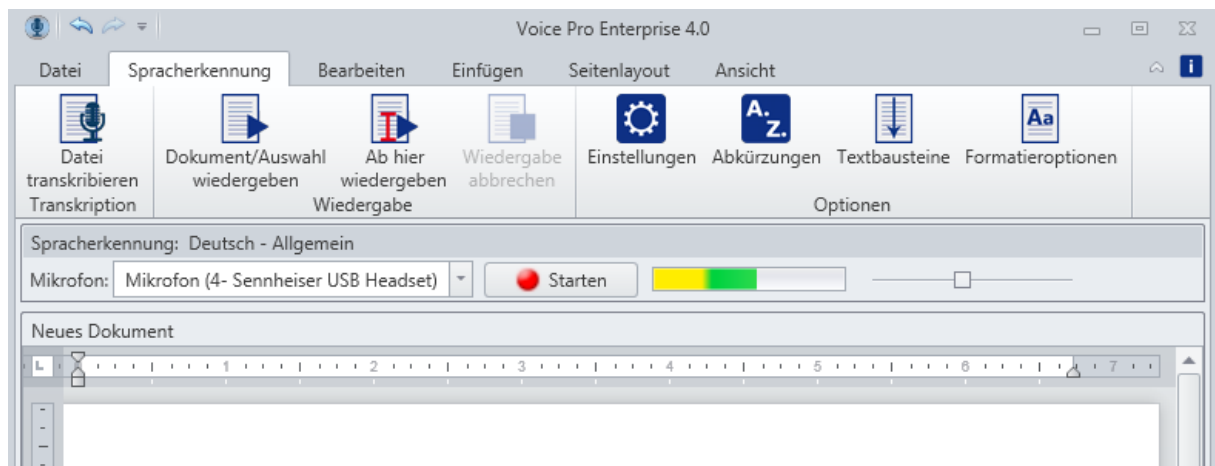 Voice Pro Enterprise 4.0
Datei Spracherkennung Bearbeiten Einfügen Seitenlayout Ansicht
i
A. Z. Aa
Datei Dokument/Auswahl Ab hier Wiedergabe Einstellungen Abkürzungen Textbausteine Formatieroptionen
transkribieren wiedergeben wiedergeben abbrechen
Transkription Wiedergabe Optionen
Spracherkennung: Deutsch - Allgemein
Mikrofon: Mikrofon (4- Sennheiser USB Headset) Starten
Neues Dokument
L 1 2 3 4 5 6 7